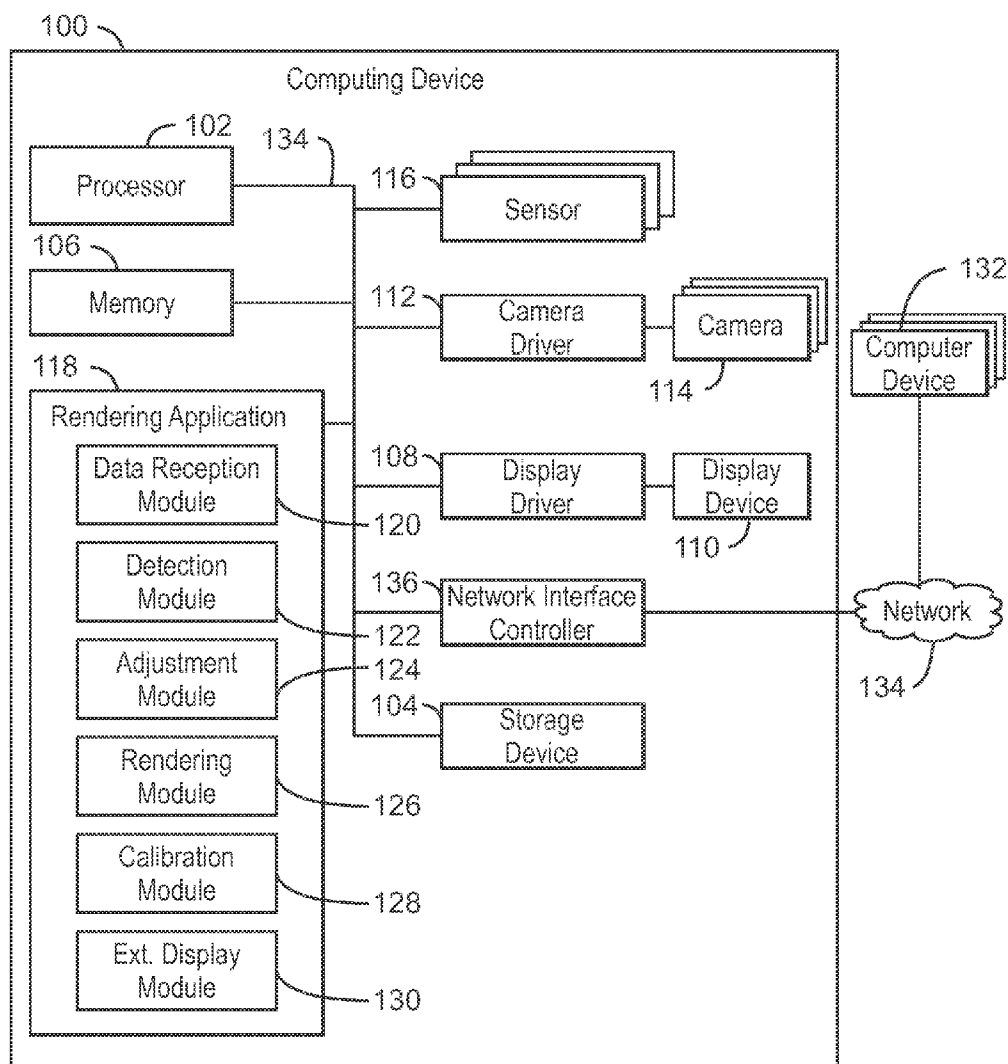 100
Computing Device
102
134
Processor
116
Sensor
106
Memory
112
Camera
Driver
Camera
114
132
Computer
Device
118
Rendering Application
Data Reception
Module
120
108
Display
Driver
Display
Device
110
Detection
Module
122
136
Network Interface
Controller
Network
134
Adjustment
Module
124
104
Storage
Device
Rendering
Module
126
Calibration
Module
128
Ext. Display
Module
130